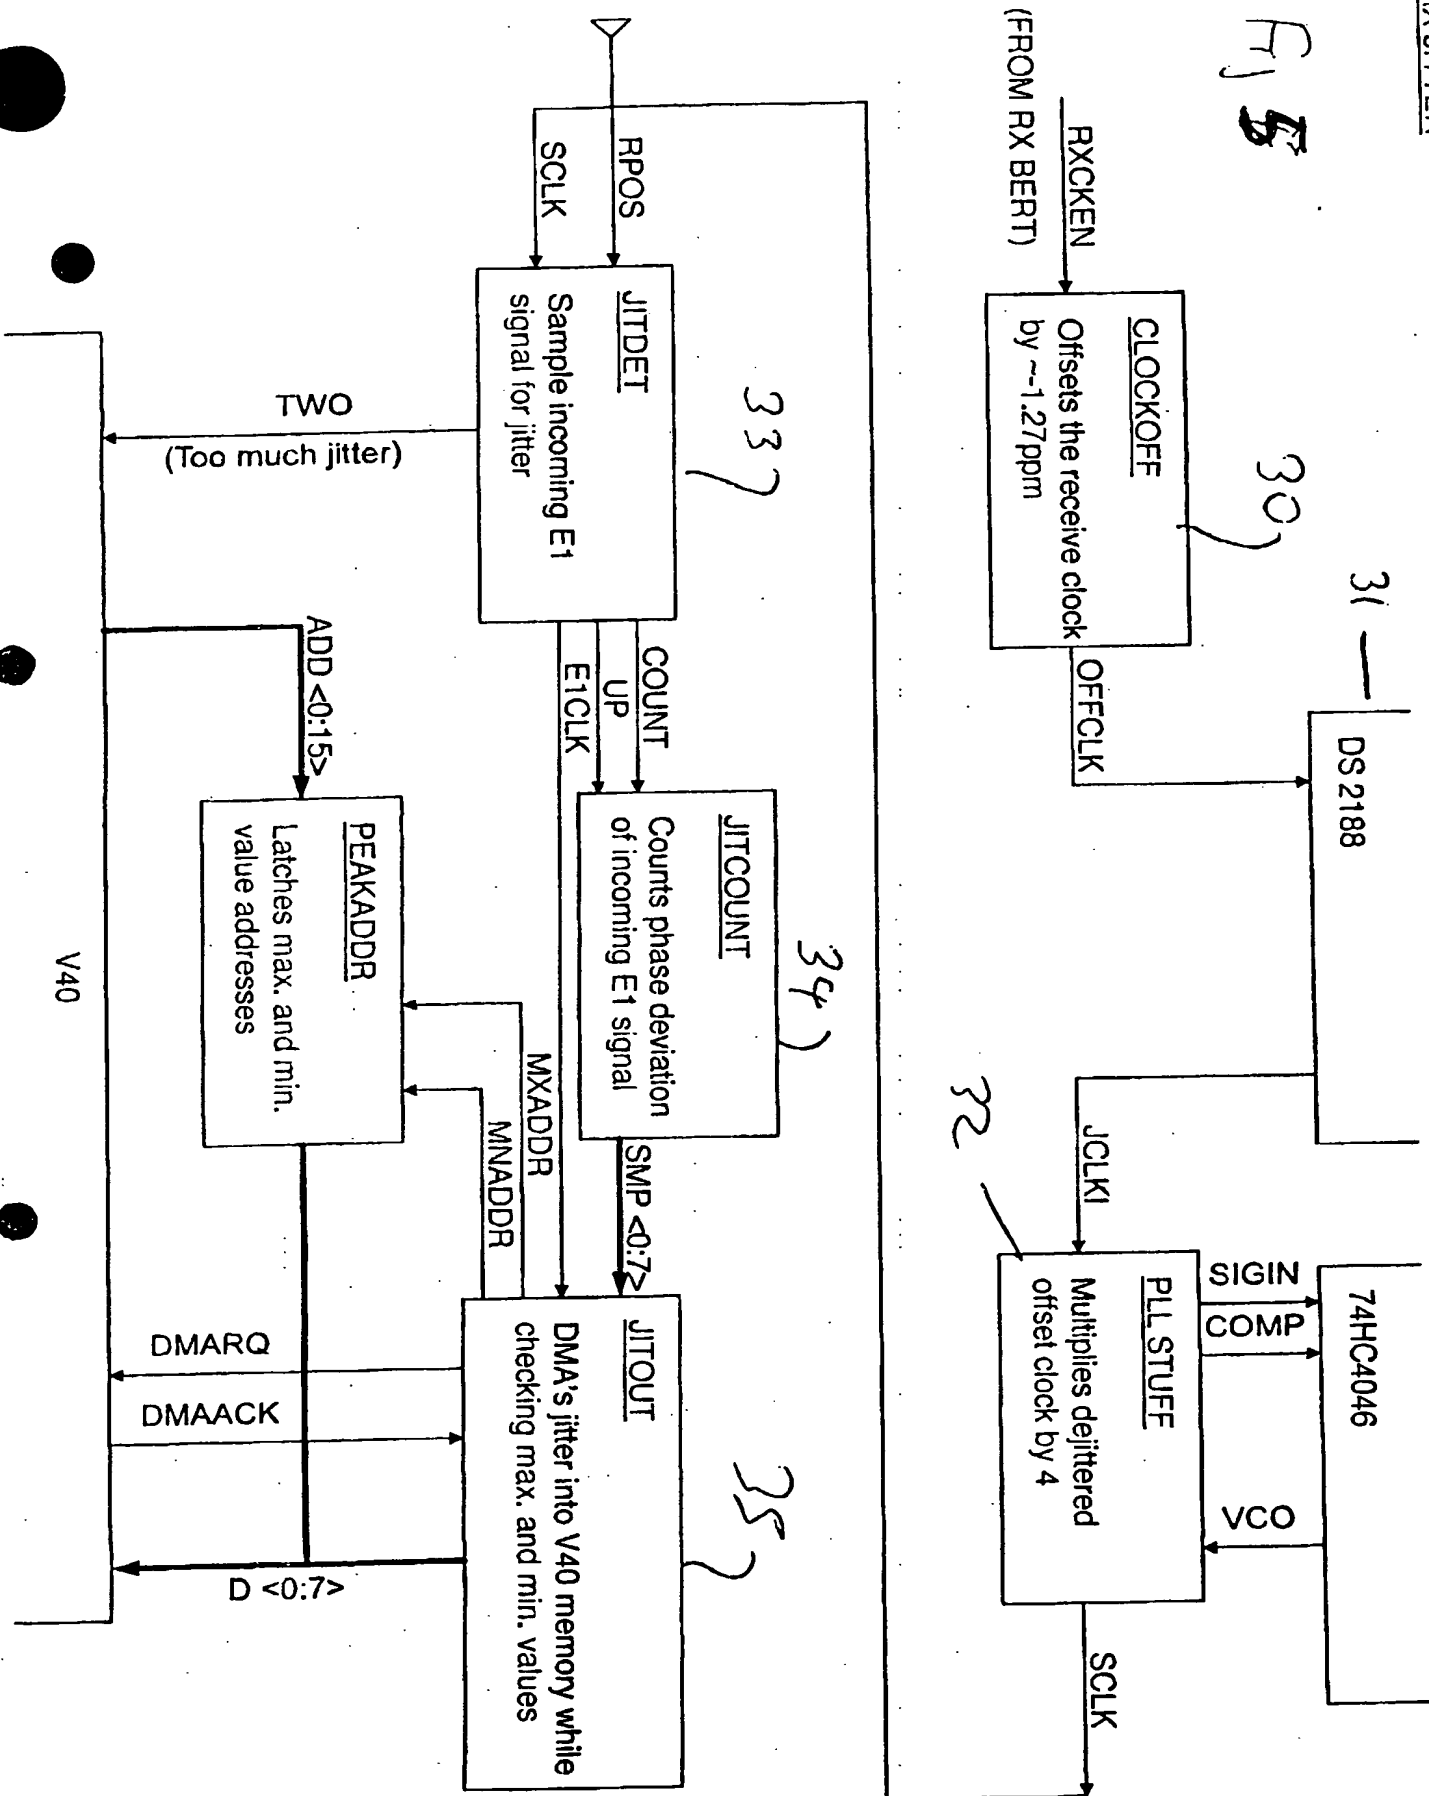 Fig 5
RXCKEN
(FROM RX BERT)
CLOCKOFF
Offsets the receive clock
by ~-1.27ppm
30
OFFCLK
31
DS2188
JCLKI
32
PLLSTUFF
Multiplies dejittered
offset clock by 4
SIGIN
COMP
VCO
74HC4046
SCLK
RPOS
SCLK
JITDET
Sample incoming E1
signal for jitter
33
TWO
(Too much jitter)
COUNT
UP
E1CLK
JITCOUNT
Counts phase deviation
of incoming E1 signal
34
SMP <0:7>
ADD <0:15>
PEAKADDR
Latches max. and min.
value addresses
MXADDR
MNADDR
JITOUT
DMA's jitter into V40 memory while
checking max. and min. values
35
DMARQ
DMAACK
D <0:7>
V40